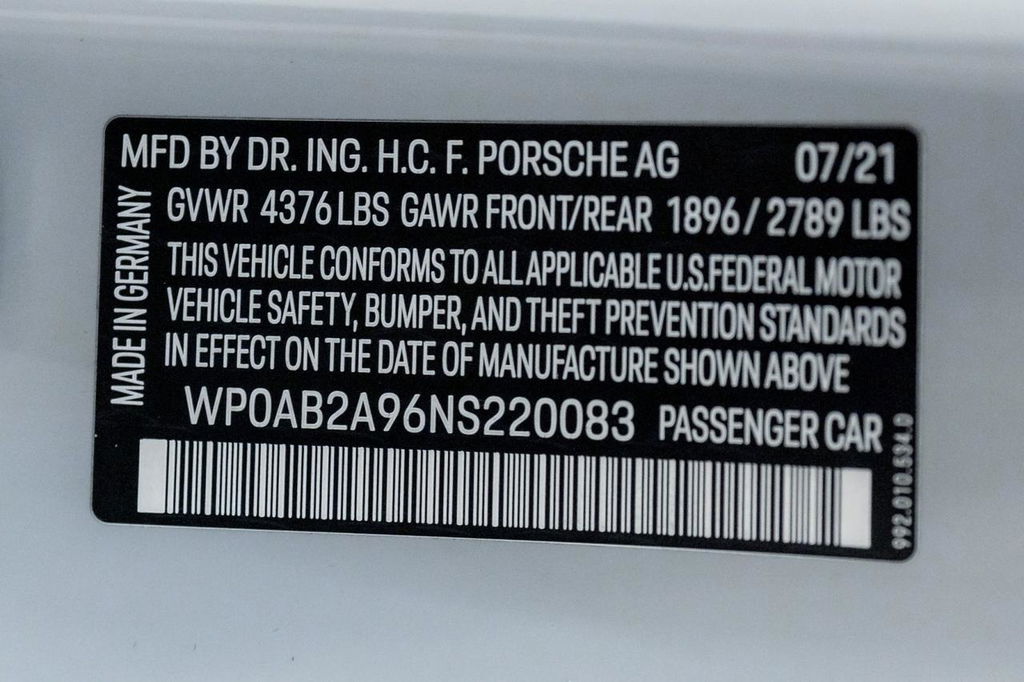 MFD BY DR. ING. H.C. F. PORSCHE AG 07/21
GVWR 4376 LBS GAWR FRONT/REAR 1896/2789 LBS
THIS VEHICLE CONFORMS TO ALL APPLICABLE U.S.FEDERAL MOTOR
VEHICLE SAFETY, BUMPER, AND THEFT PREVENTION STANDARDS
IN EFFECT ON THE DATE OF MANUFACTURE SHOWN ABOVE
MADE IN GERMANY
WP0AB2A96NS220083 PASSENGER CAR
992.010.534.0